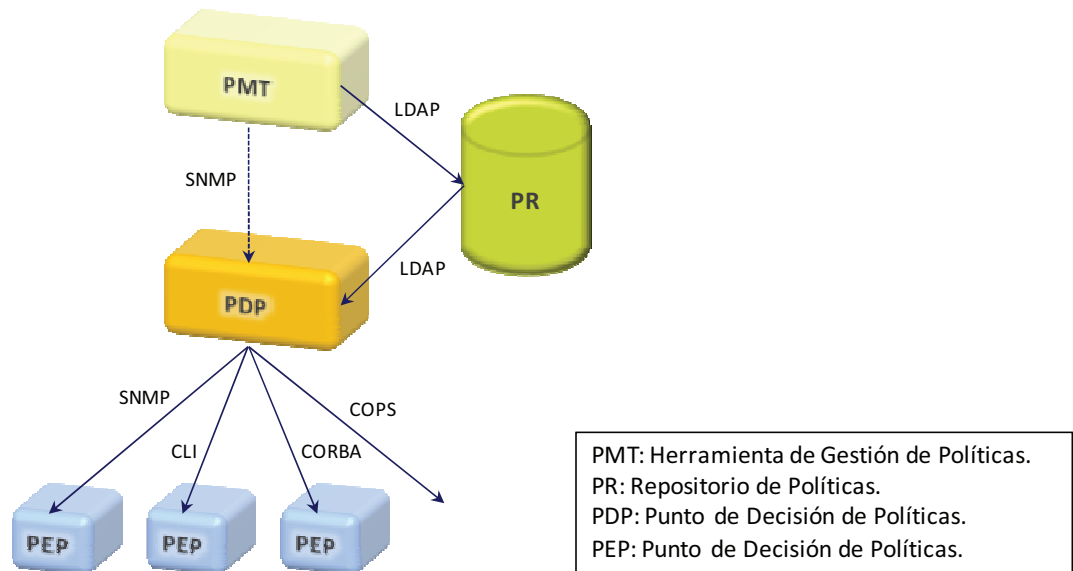 PMT
LDAP
SNMP
PR
LDAP
PDP
SNMP
COPS
CLI
CORBA
PEP
PEP
PEP
PMT: Herramienta de Gestión de Políticas.
PR: Repositorio de Políticas.
PDP: Punto de Decisión de Políticas.
PEP: Punto de Decisión de Políticas.